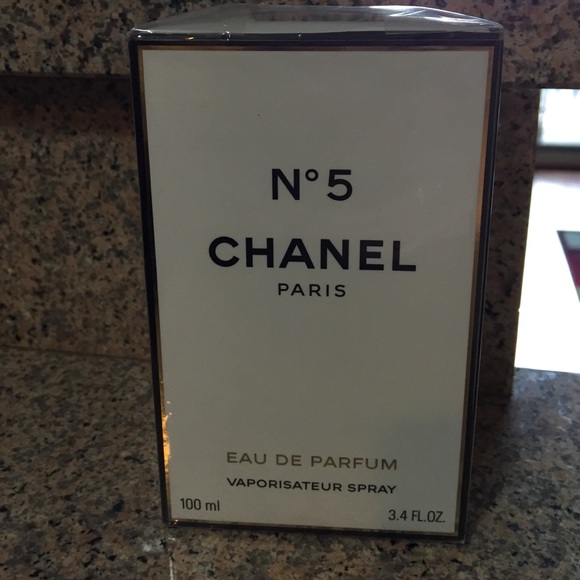 N°5
CHANEL
PARIS
EAU DE PARFUM
VAPORISATEUR SPRAY
100 ml 3.4 FL.OZ.